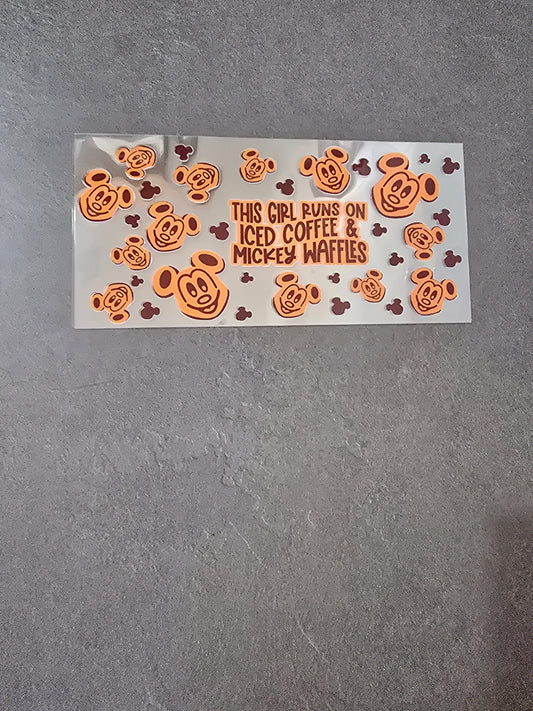 THIS GIRL RUNS ON
ICED COFFEE &
MICKEY WAFFLES